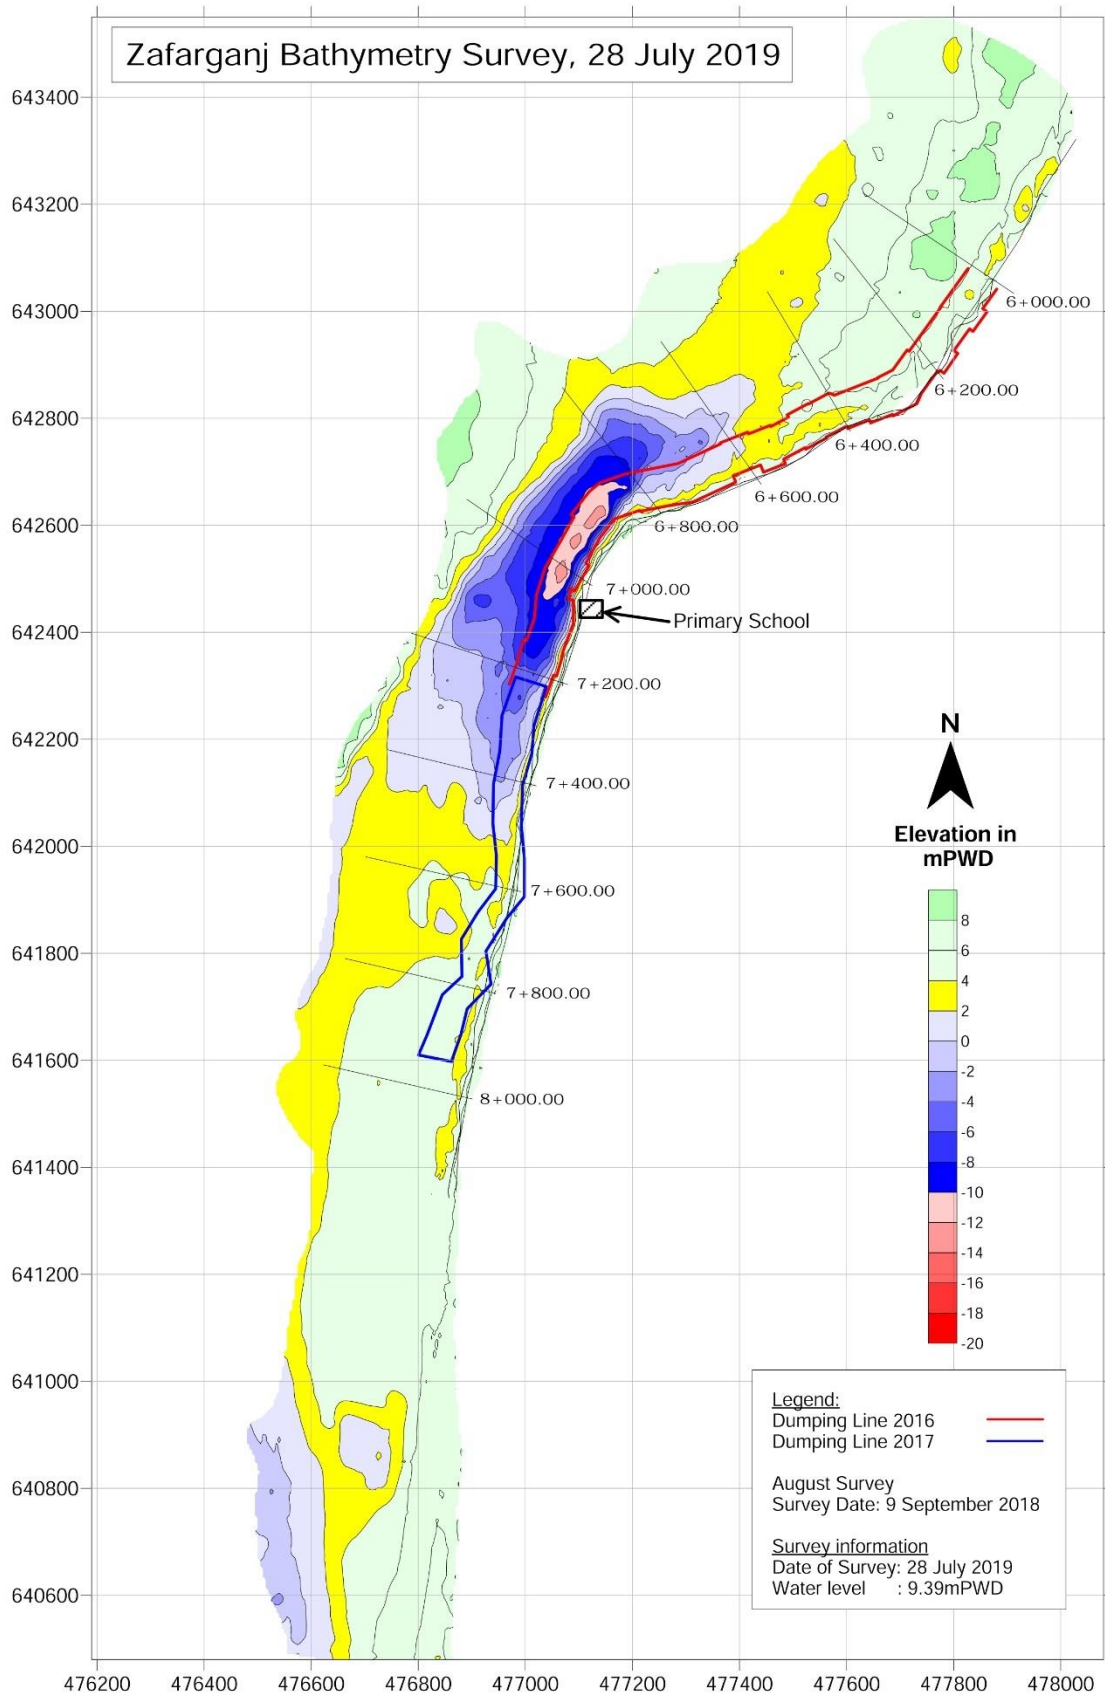 Zafarganj Bathymetry Survey, 28 July 2019
643400
643200
643000
642800
642600
642400
642200
642000
641800
641600
641400
641200
641000
640800
640600
6+000.00
6+200.00
6+400.00
6+600.00
6+800.00
7+000.00
Primary School
7+200.00
7+400.00
7+600.00
7+800.00
8+000.00
N
Elevation in
mPWD
8
6
4
2
0
-2
-4
-6
-8
-10
-12
-14
-16
-18
-20
Legend:
Dumping Line 2016
Dumping Line 2017
August Survey
Survey Date: 9 September 2018
Survey information
Date of Survey: 28 July 2019
Water level : 9.39mPWD
476200 476400 476600 476800 477000 477200 477400 477600 477800 478000